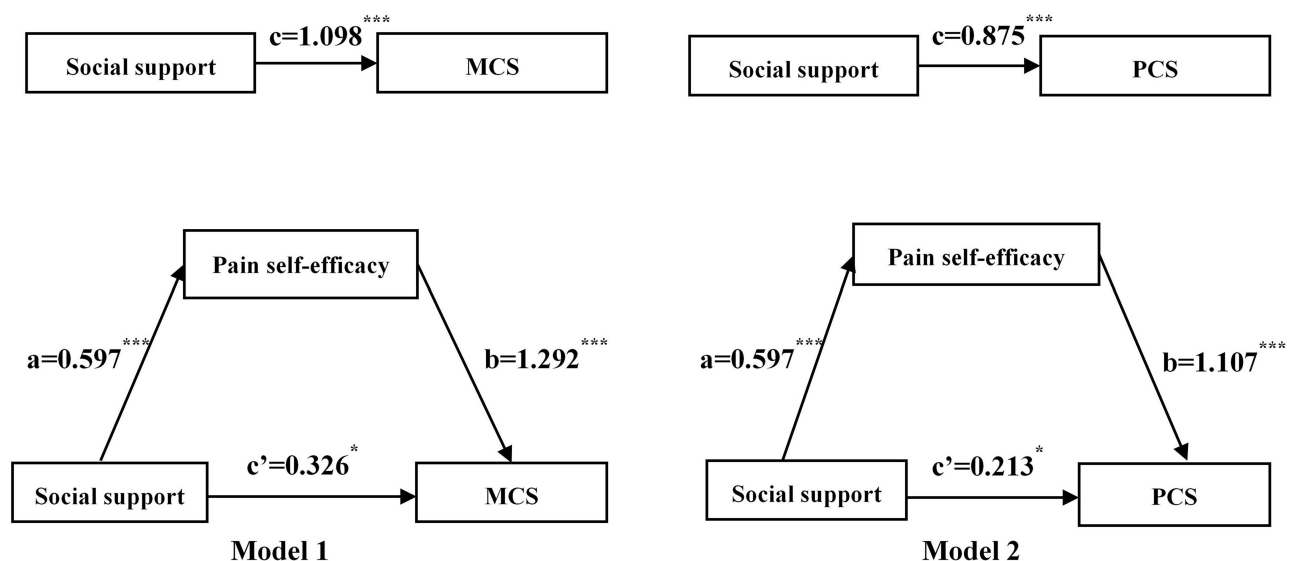 c=1.098***
Social support
MCS
c=0.875***
Social support
PCS
Pain self-efficacy
a=0.597***
b=1.292***
c’=0.326*
Social support
MCS
Model 1
Pain self-efficacy
a=0.597***
b=1.107***
c’=0.213*
Social support
PCS
Model 2